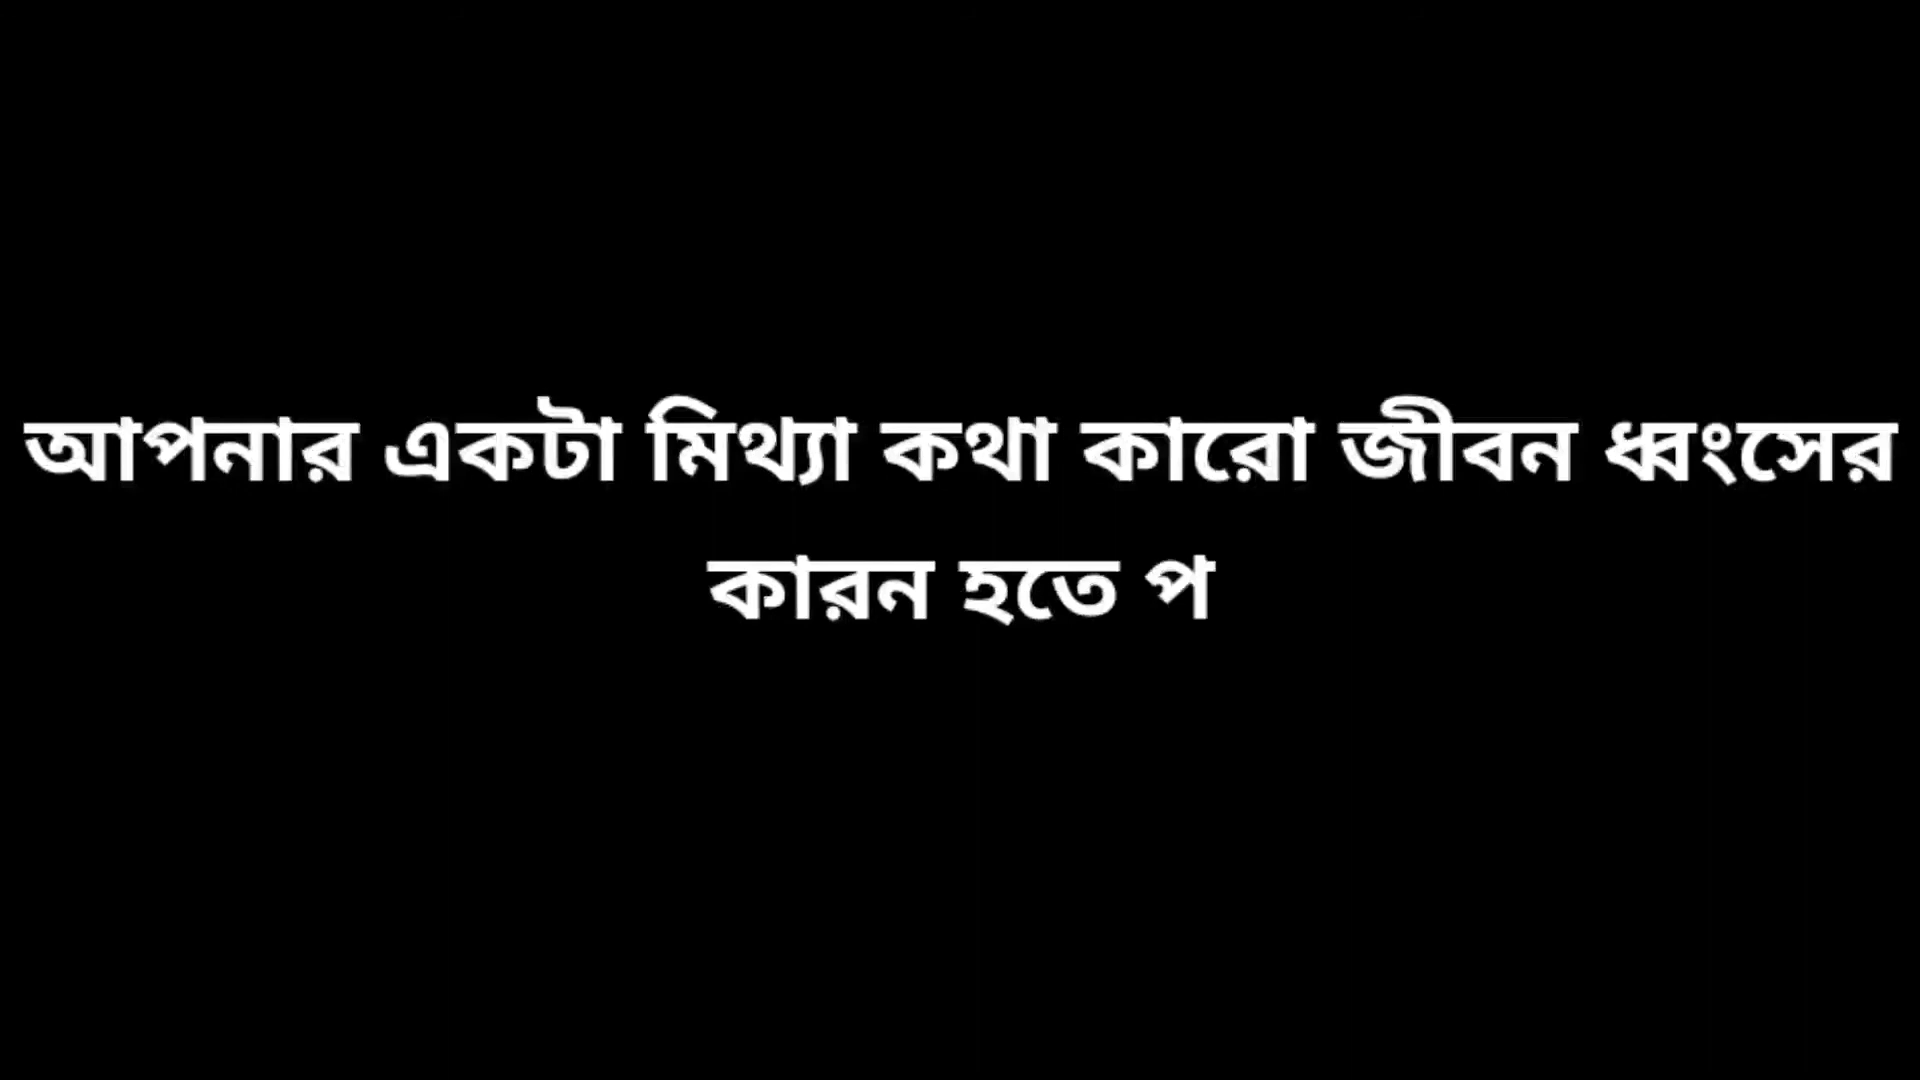 আপনার একটা মিথ্যা কথা কারো জীবন ধ্বংসের
কারন হতে প